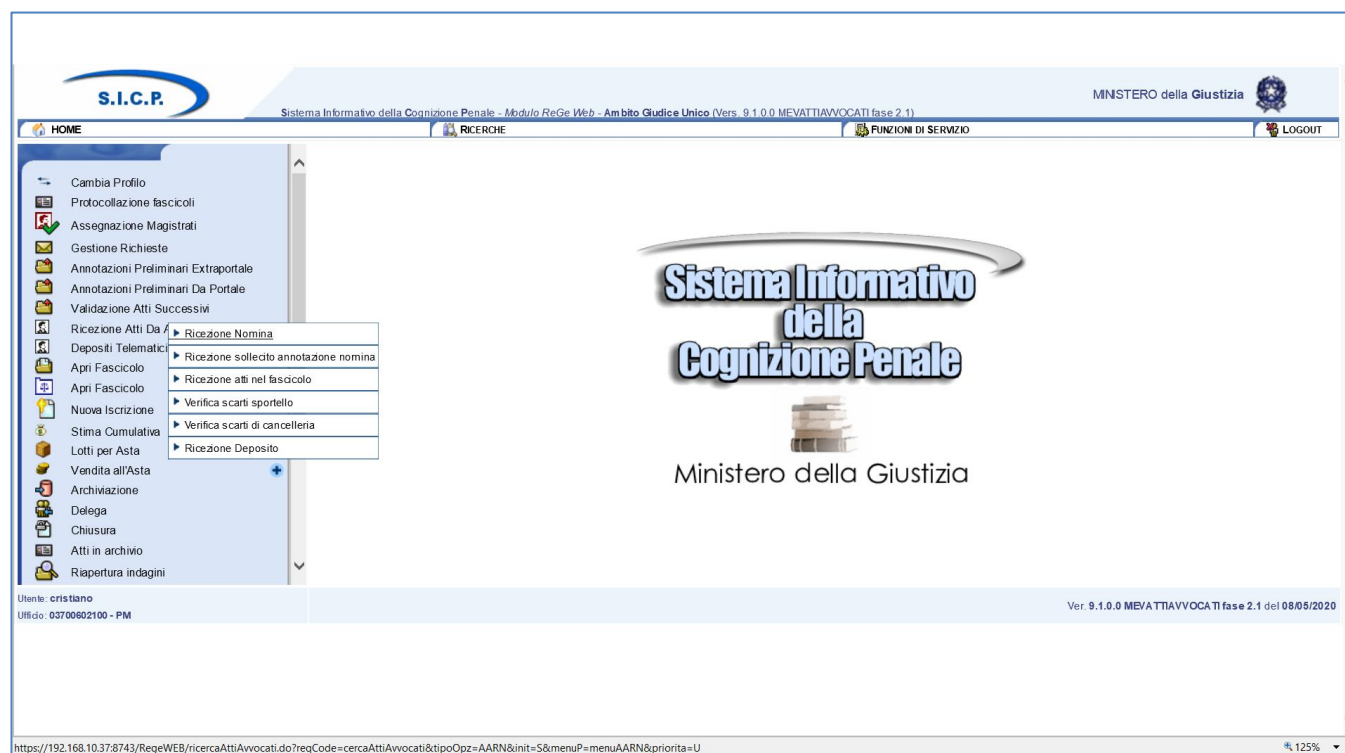 S.I.C.P.
MINISTERO della Giustizia
Sistema Informativo della Cognizione Penale - Modulo ReGe Web - Ambito Giudice Unico (Vers. 9.1.0.0 MEVATTIAVVOCATI fase 2.1)
HOME
RICERCHE
FUNZIONI DI SERVIZIO
LOGOUT
Cambia Profilo
Protocollazione fascicoli
Assegnazione Magistrati
Gestione Richieste
Annotazioni Preliminari Extraportale
Annotazioni Preliminari Da Portale
Validazione Atti Successivi
Ricezione Atti Da A
Depositi Telematici
Apri Fascicolo
Apri Fascicolo
Nuova Iscrizione
Stima Cumulativa
Lotti per Asta
Vendita all'Asta
Archiviazione
Delega
Chiusura
Atti in archivio
Riapertura indagini
Ricezione Nomina
Ricezione sollecito annotazione nomina
Ricezione atti nel fascicolo
Verifica scarti sportello
Verifica scarti di cancelleria
Ricezione Deposito
Sistema Informativo
della
Cognizione Penale
Ministero della Giustizia
Utente: cristiano
Ufficio: 03700602100 - PM
Ver. 9.1.0.0 MEVATTIAVVOCATI fase 2.1 del 08/05/2020
https://192.168.10.37:8743/RegeWEB/ricercaAttiAvvocati.do?reqCode=cercaAttiAvvocati&tipoOpz=AARN&init=S&menuP=menuAARN&priorita=U
125%